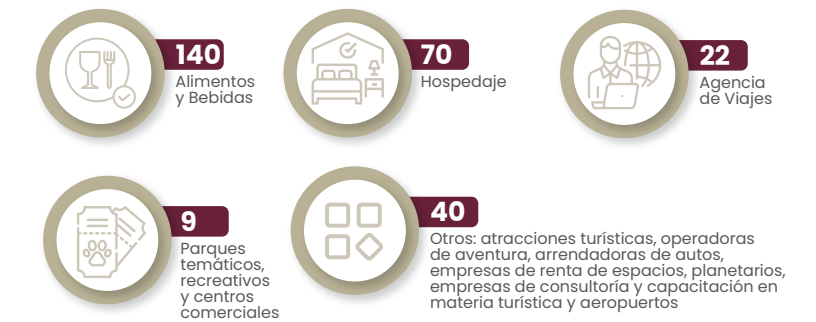 140
Alimentos
y Bebidas
70
Hospedaje
22
Agencia
de Viajes
9
Parques
temáticos,
recreativos
y centros
comerciales
40
Otros: atracciones turísticas, operadoras
de aventura, arrendadoras de autos,
empresas de renta de espacios, planetarios,
empresas de consultoría y capacitación en
materia turística y aeropuertos